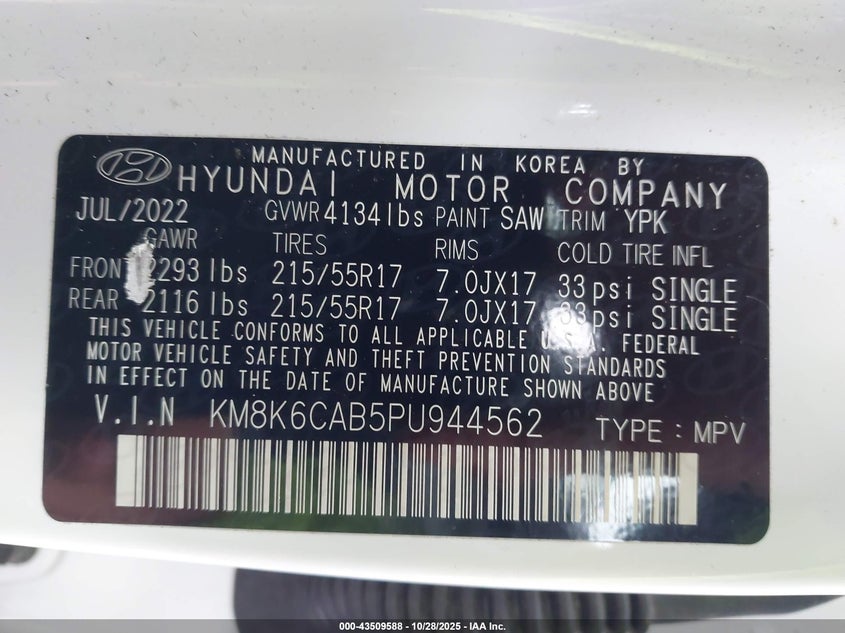 MANUFACTURED IN KOREA BY
HYUNDAI MOTOR COMPANY
JUL/2022 GVWR 4134 lbs PAINT SAW TRIM YPK
GAWR TIRES RIMS COLD TIRE INFL
FRONT 2293 lbs 215/55R17 7.0JX17 33 psi SINGLE
REAR 2116 lbs 215/55R17 7.0JX17 33 psi SINGLE
THIS VEHICLE CONFORMS TO ALL APPLICABLE U.S.A. FEDERAL
MOTOR VEHICLE SAFETY AND THEFT PREVENTION STANDARDS
IN EFFECT ON THE DATE OF MANUFACTURE SHOWN ABOVE
V.I.N KM8K6CAB5PU944562 TYPE : MPV
000-43509588 - 10/28/2025 - IAA Inc.